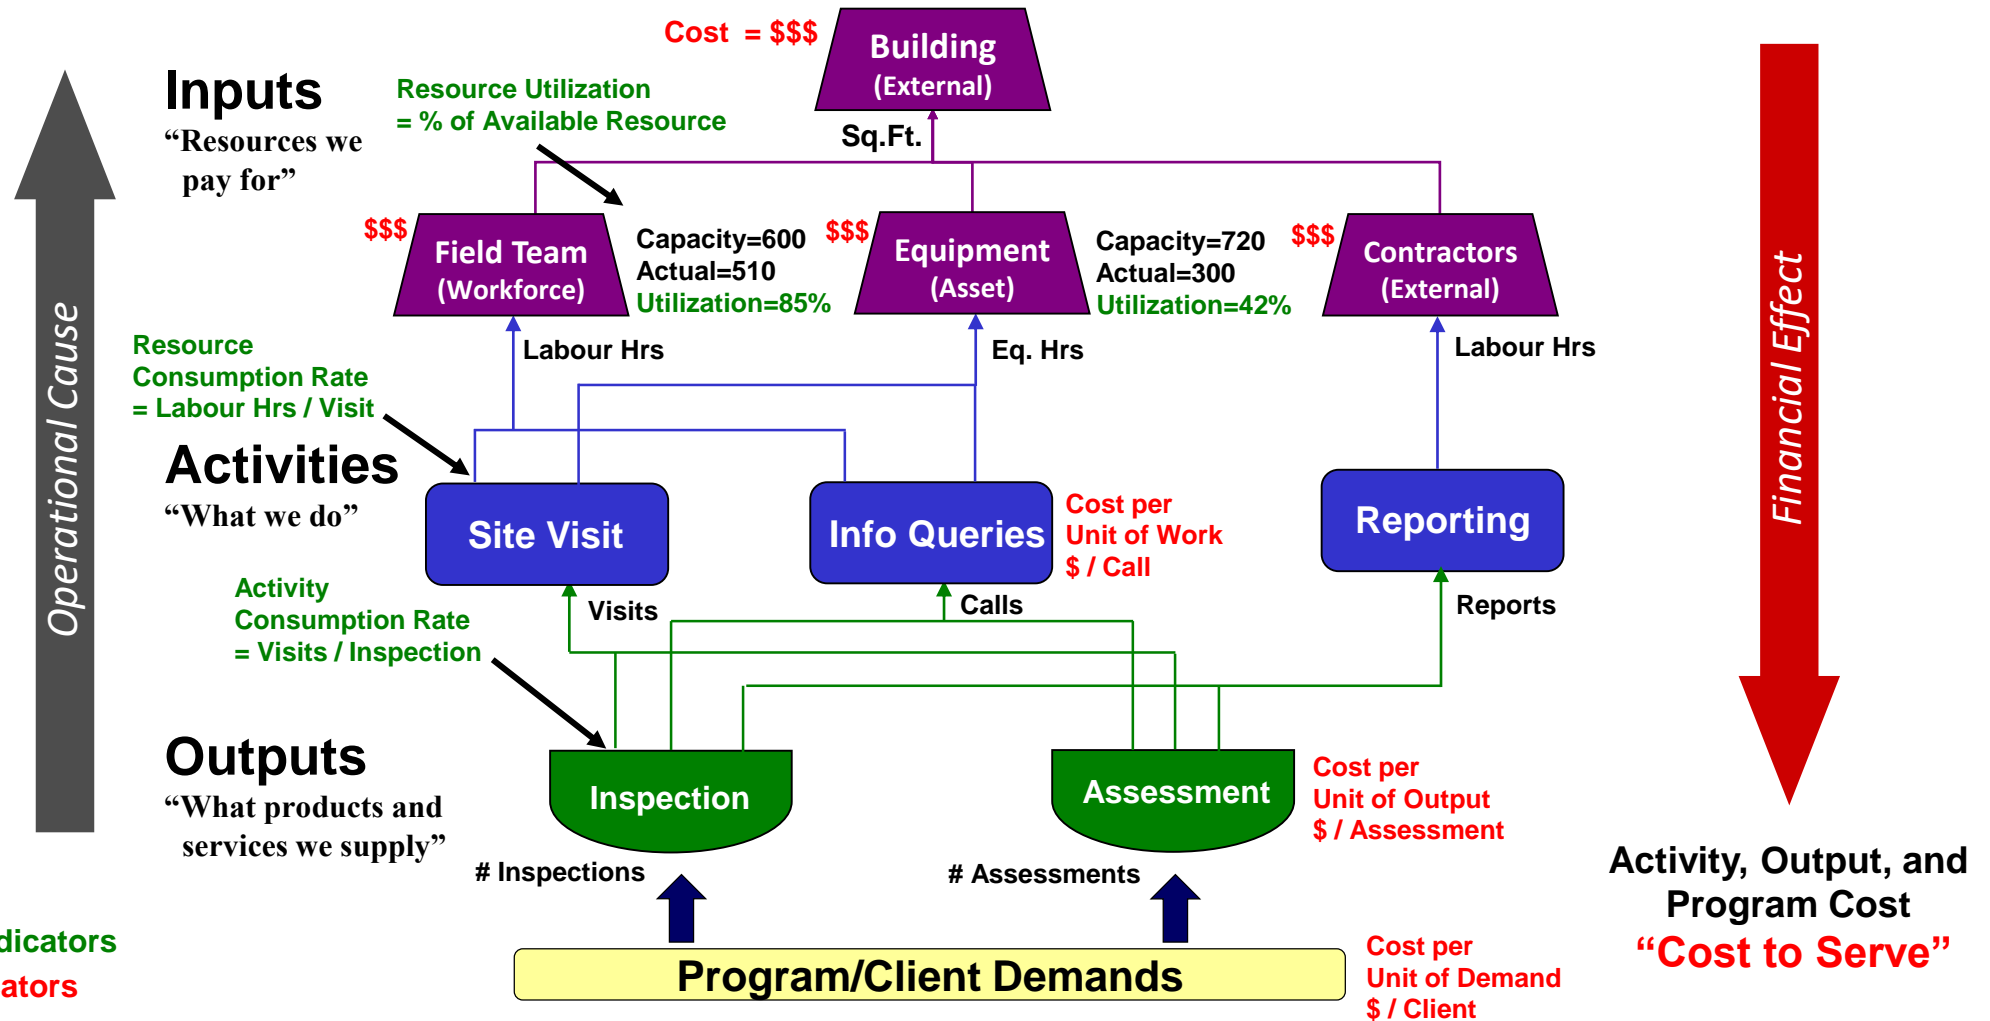 Cost = $$$
Building
(External)
Inputs
“Resources we
pay for”
Resource Utilization
= % of Available Resource
Sq.Ft.
$$$
Field Team
(Workforce)
Capacity=600
Actual=510
Utilization=85%
$$$
Equipment
(Asset)
Capacity=720
Actual=300
Utilization=42%
$$$
Contractors
(External)
Operational Cause
Financial Effect
Resource
Consumption Rate
= Labour Hrs / Visit
Labour Hrs
Eq. Hrs
Labour Hrs
Activities
“What we do”
Site Visit
Info Queries
Cost per
Unit of Work
$ / Call
Reporting
Activity
Consumption Rate
= Visits / Inspection
Visits
Calls
Reports
Outputs
“What products and
services we supply”
Inspection
Assessment
Cost per
Unit of Output
$ / Assessment
# Inspections
# Assessments
Activity, Output, and
Program Cost
“Cost to Serve”
dicators
ators
Program/Client Demands
Cost per
Unit of Demand
$ / Client